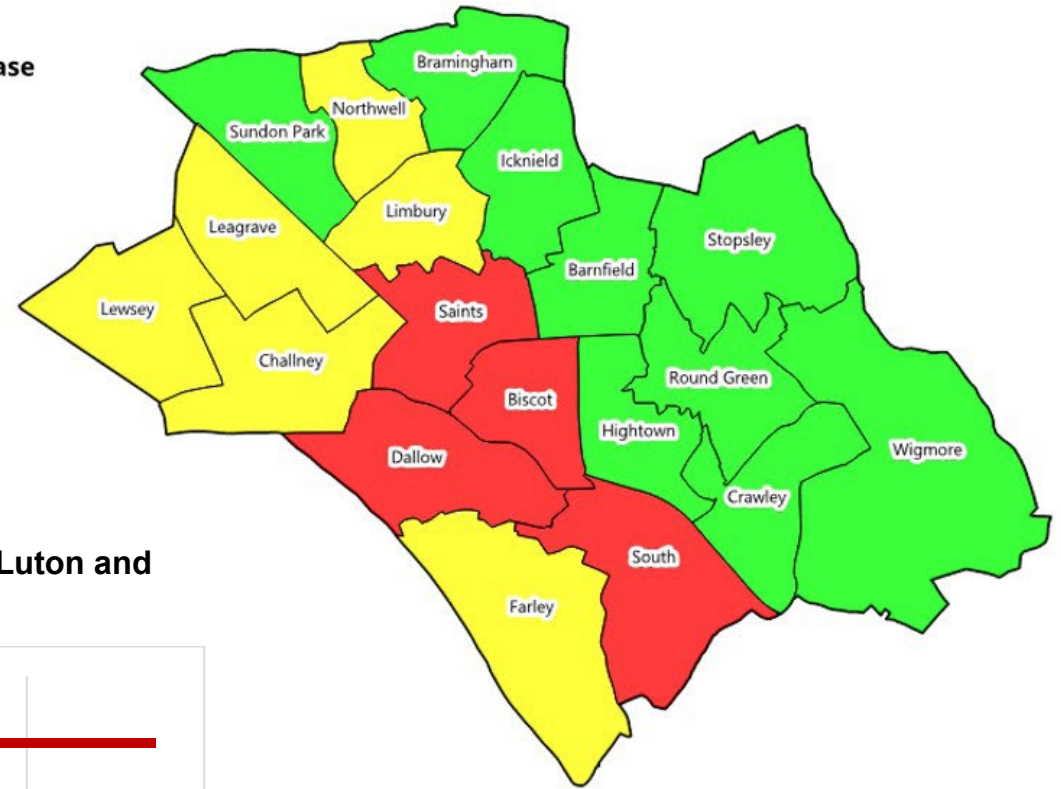 ase
Bramingham
Northwell
Sundon Park
Icknield
Limbury
Leagrave
Stopsley
Barnfield
Lewsey
Saints
Challney
Round Green
Biscot
Hightown
Wigmore
Dallow
Crawley
South
Luton and
Farley